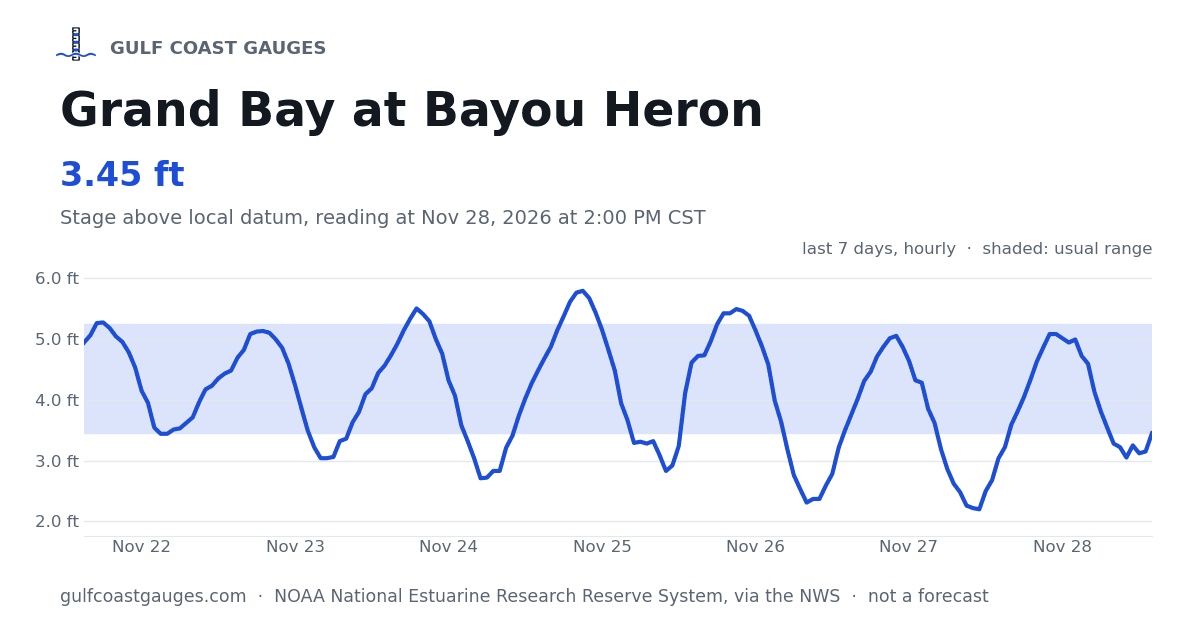 GULF COAST GAUGES
Grand Bay at Bayou Heron
3.45 ft
Stage above local datum, reading at Nov 28, 2026 at 2:00 PM CST
last 7 days, hourly · shaded: usual range
6.0 ft
5.0 ft
4.0 ft
3.0 ft
2.0 ft
Nov 22 Nov 23 Nov 24 Nov 25 Nov 26 Nov 27 Nov 28
gulfcoastgauges.com · NOAA National Estuarine Research Reserve System, via the NWS · not a forecast